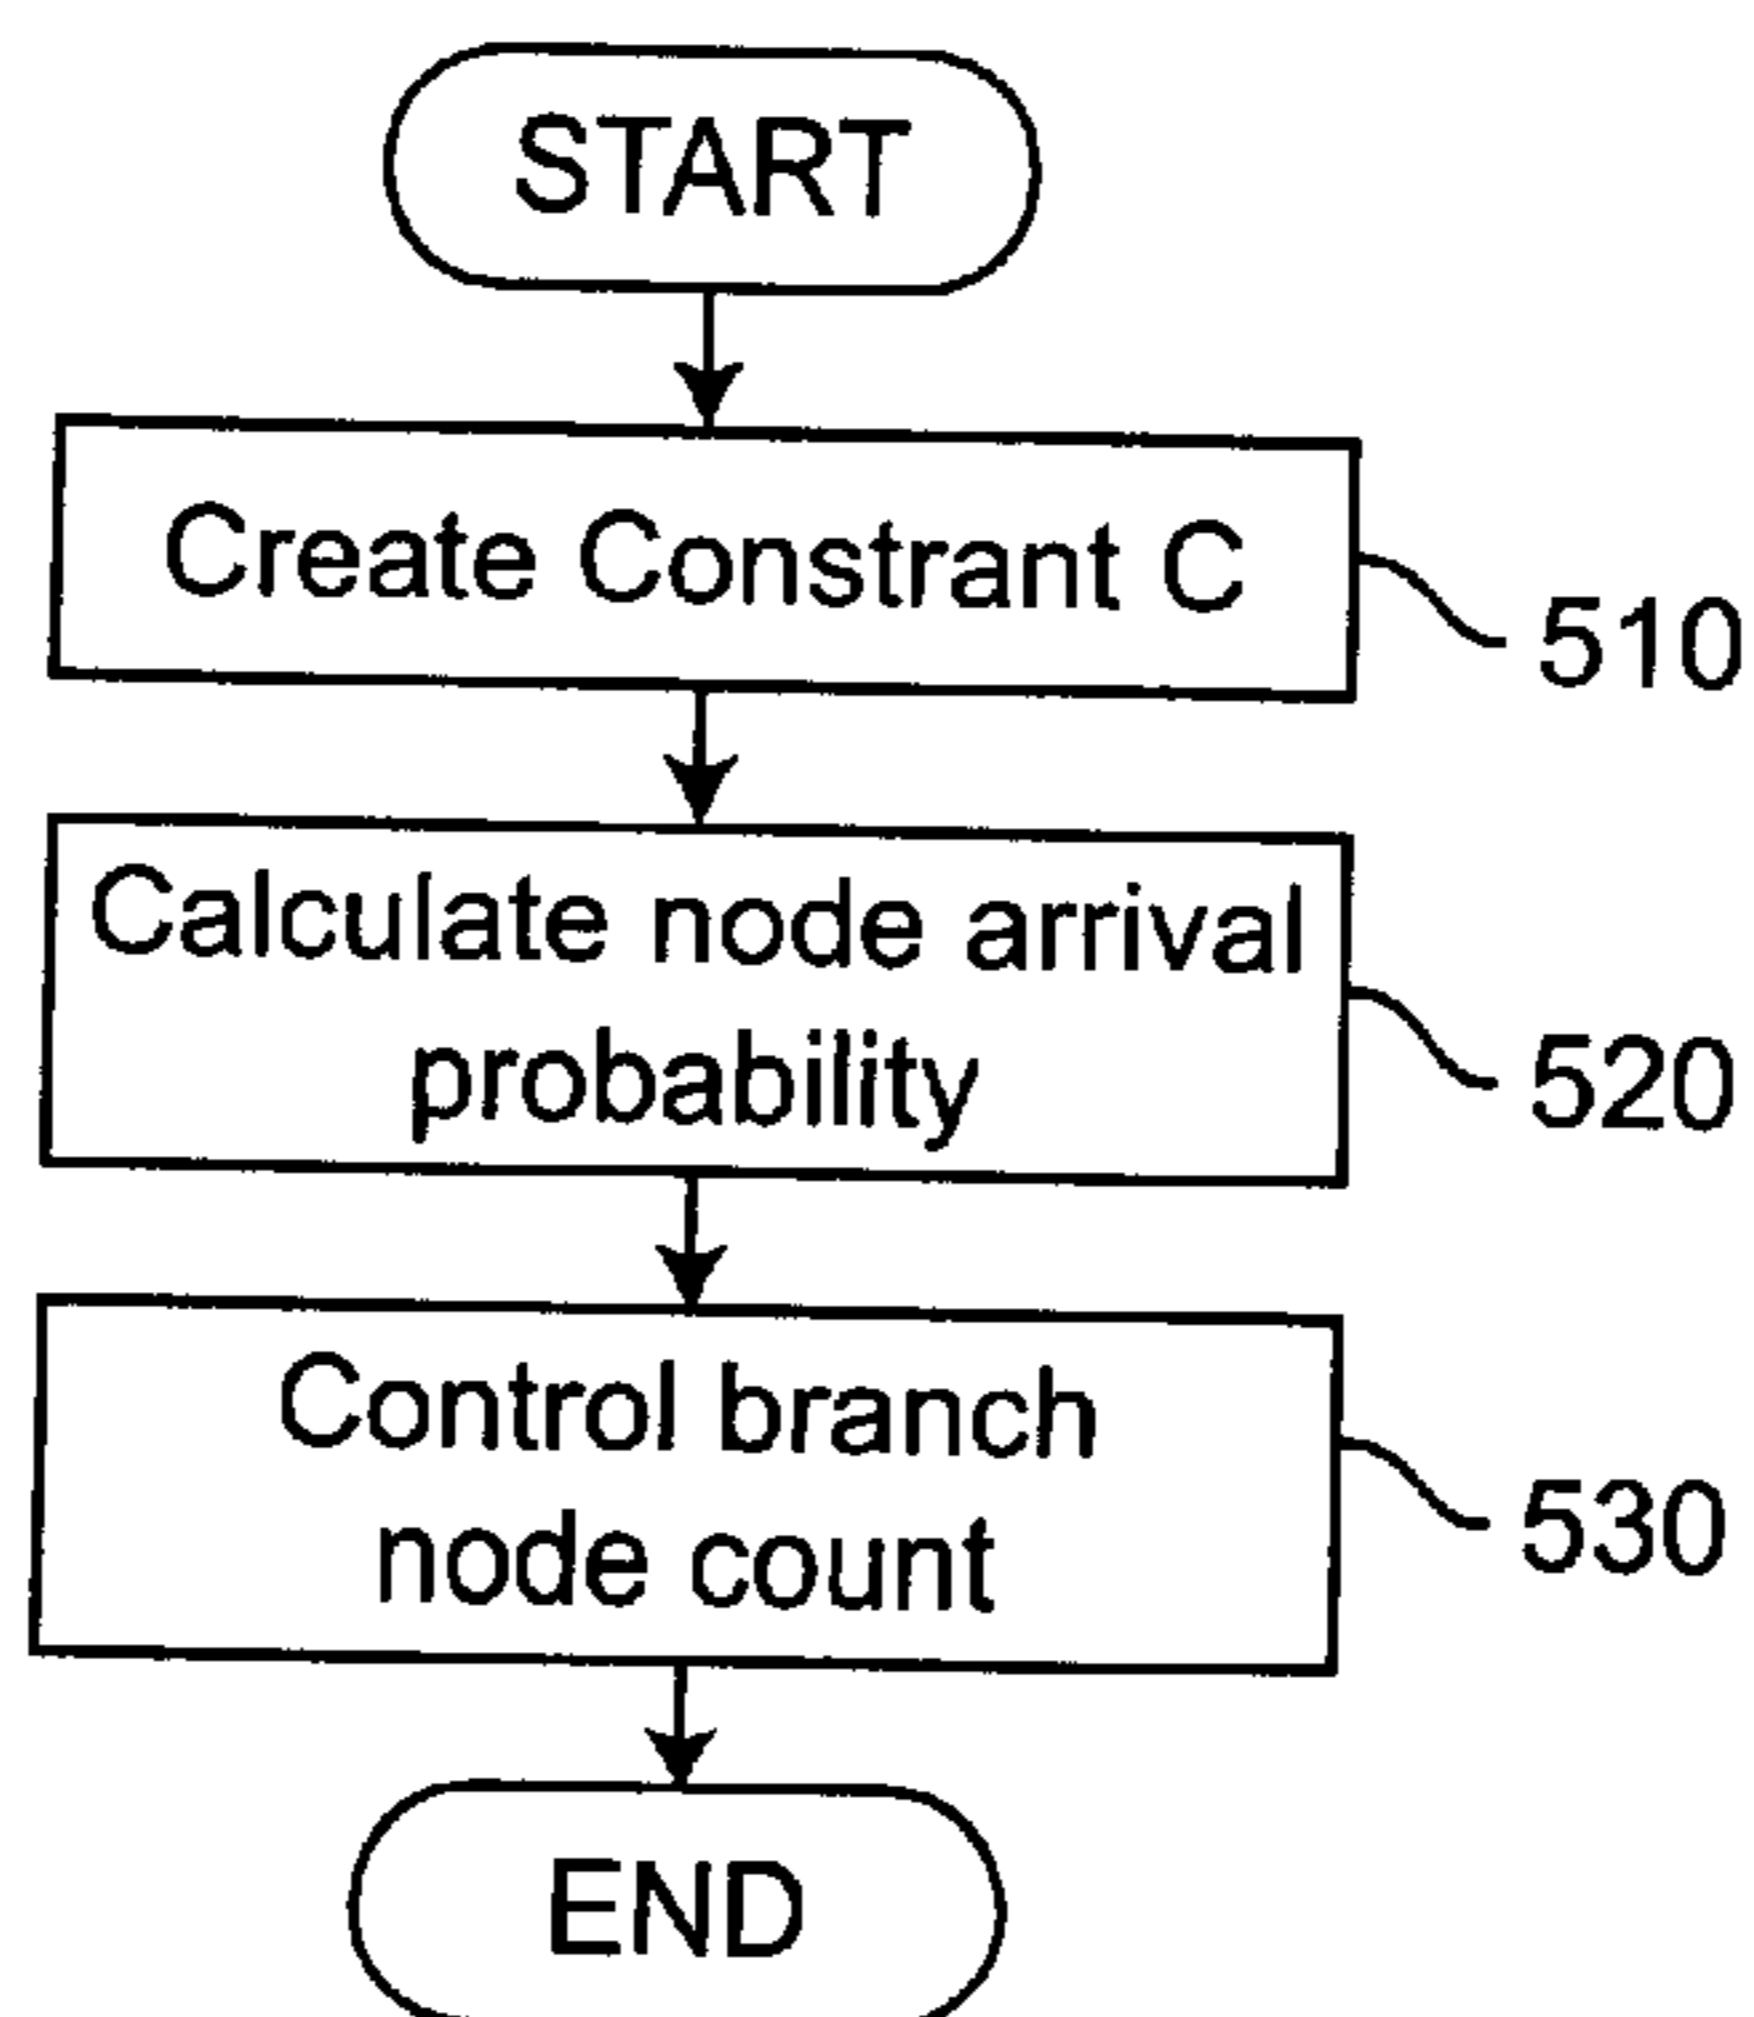 START
Create Constrant C
510
Calculate node arrival
probability
520
Control branch
node count
530
END